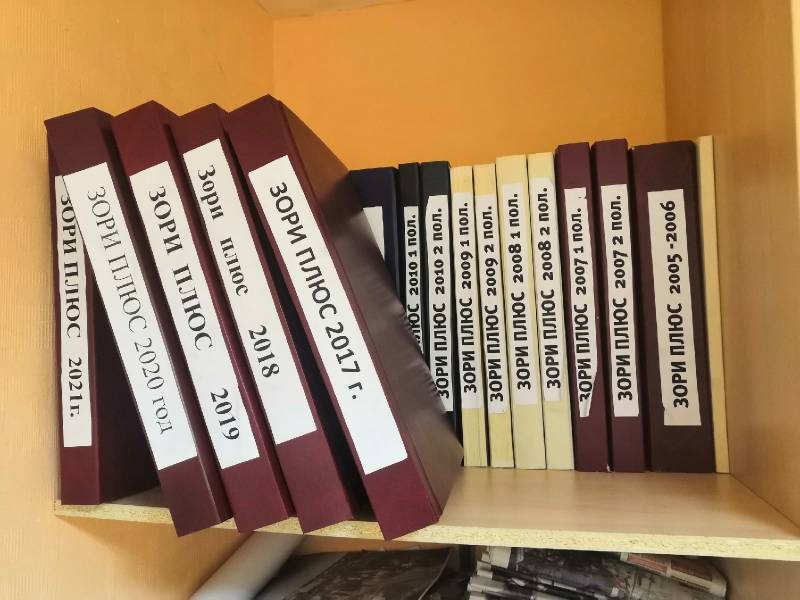 ЗОРИ ПЛЮС 2021г.
ЗОРИ ПЛЮС 2020 год
ЗОРИ ПЛЮС 2019
Зори плюс 2018
ЗОРИ ПЛЮС 2017 г.
ЗОРИ ПЛЮС 2010 1 пол.
ЗОРИ ПЛЮС 2010 2 пол.
ЗОРИ ПЛЮС 2009 1 пол.
ЗОРИ ПЛЮС 2009 2 пол.
ЗОРИ ПЛЮС 2008 1 пол.
ЗОРИ ПЛЮС 2008 2 пол.
ЗОРИ ПЛЮС 2007 1 пол.
ЗОРИ ПЛЮС 2007 2 пол.
ЗОРИ ПЛЮС 2005 -2006